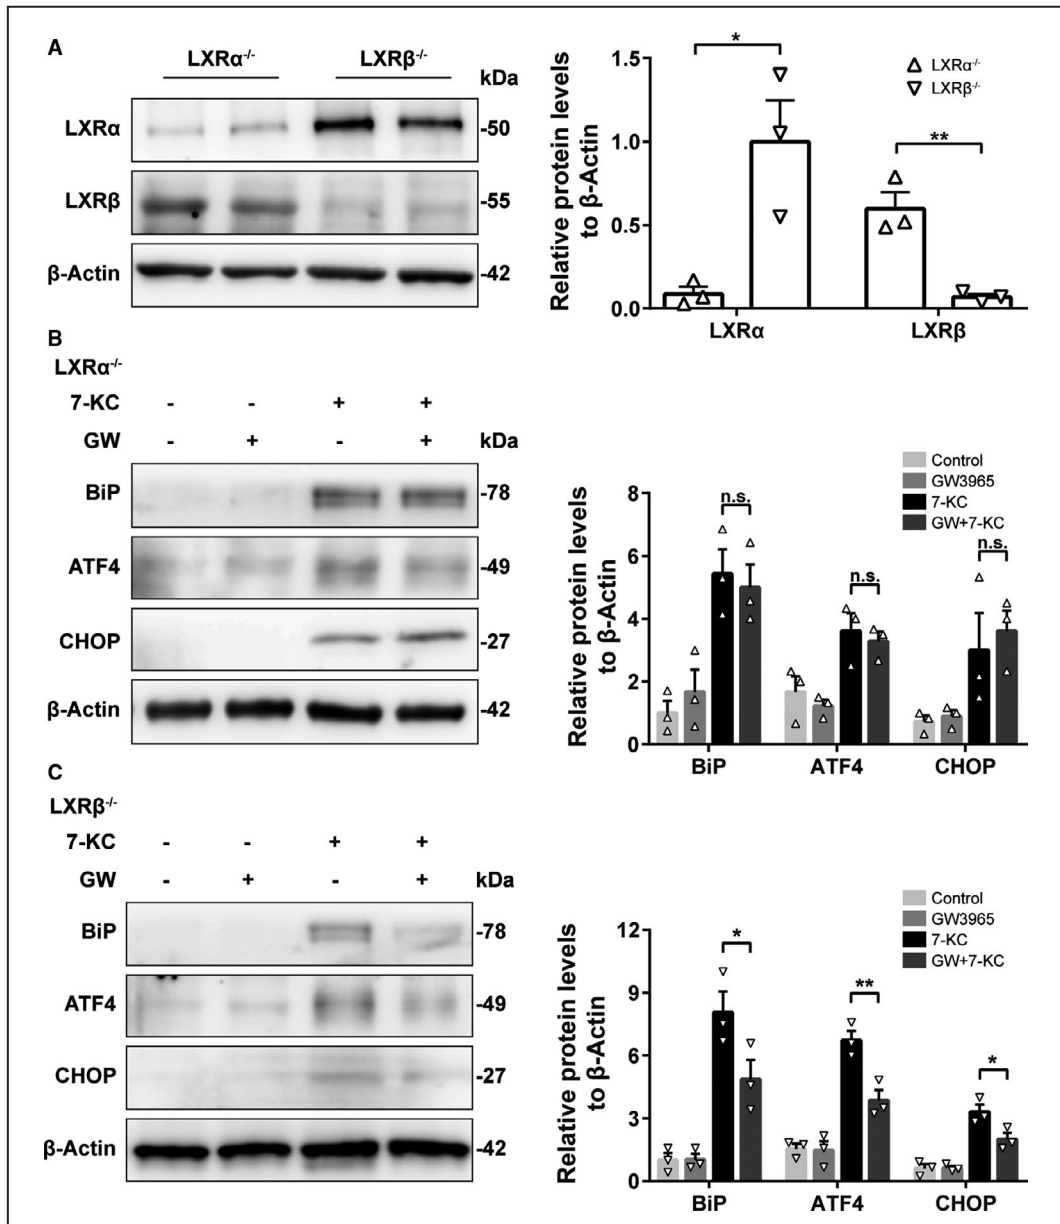 A
LXRα-/- LXRβ-/-
kDa
LXRα -50
LXRβ -55
β-Actin -42
Relative protein levels
to β-Actin
1.5
1.0
0.5
0.0
* **
LXRα-/-
LXRβ-/-
LXRα LXRβ
B
LXRα-/-
7-KC - - + +
GW - + - + kDa
BiP -78
ATF4 -49
CHOP -27
β-Actin -42
Relative protein levels
to β-Actin
8
6
4
2
0
Control
GW3965
7-KC
GW+7-KC
n.s. n.s. n.s.
BiP ATF4 CHOP
C
LXRβ-/-
7-KC - - + +
GW - + - + kDa
BiP -78
ATF4 -49
CHOP -27
β-Actin -42
Relative protein levels
to β-Actin
12
9
6
3
0
Control
GW3965
7-KC
GW+7-KC
* ** *
BiP ATF4 CHOP